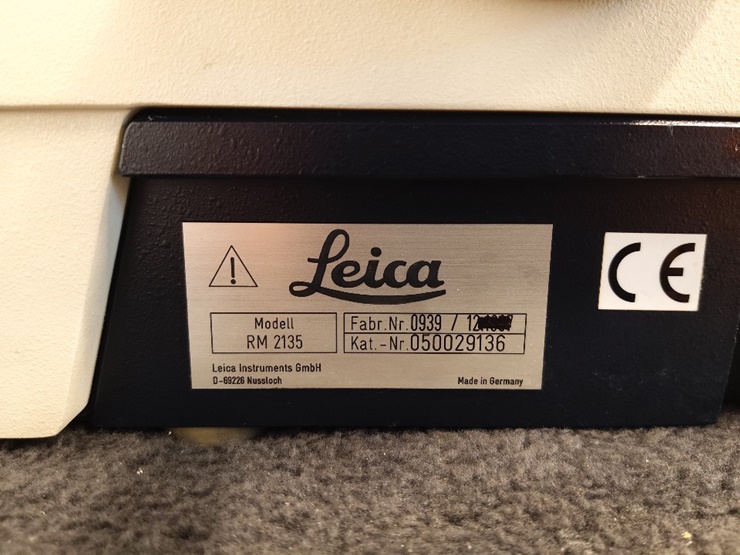 Leica
CE
Modell
RM 2135
Fabr.Nr. 0939 / 12
Kat.-Nr. 050029136
Leica Instruments GmbH
D-69226 Nussloch
Made in Germany